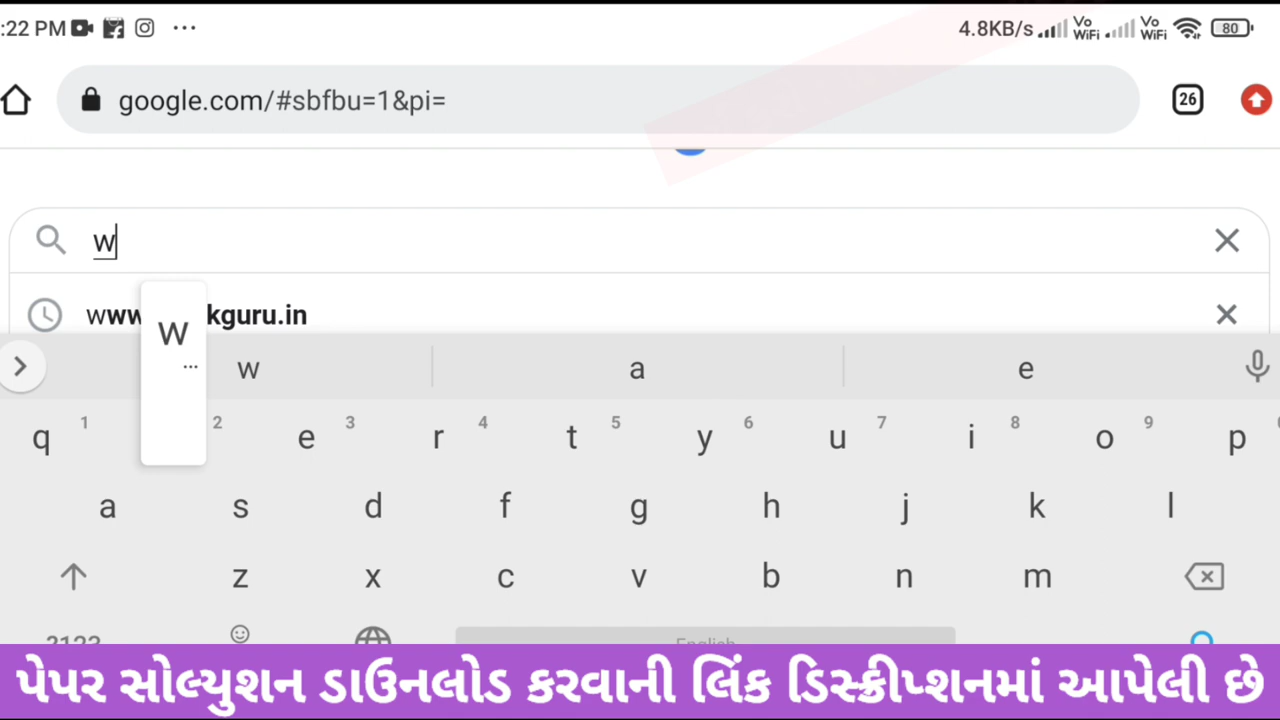 :22 PM ... 4.8KB/s Vo WiFi Vo WiFi 80
google.com/#sbfbu=1&pi= 26
w
kguru.in
W
...
w a e
1 2 3 4 5 6 7 8 9
q e r t y u i o p
a s d f g h j k l
z x c v b n m
English
પેપર સોલ્યુશન ડાઉનલોડ કરવાની લિંક ડિસ્ક્રીપ્શનમાં આપેલી છે